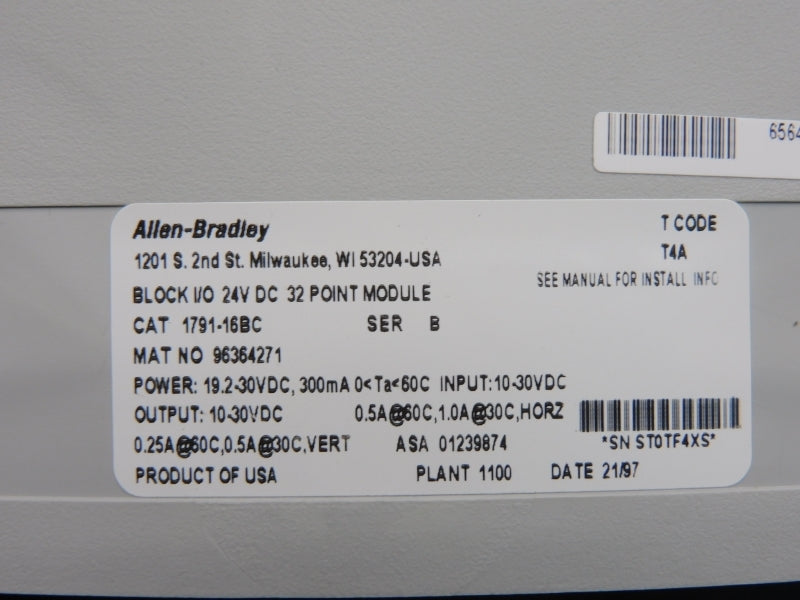 6564
Allen-Bradley T CODE
1201 S. 2nd St. Milwaukee, WI 53204-USA T4A
SEE MANUAL FOR INSTALL INFO
BLOCK I/O 24V DC 32 POINT MODULE
CAT 1791-16BC SER B
MAT NO 96364271
POWER: 19.2-30VDC, 300mA 0<Ta<60C INPUT:10-30VDC
OUTPUT: 10-30VDC 0.5A@60C,1.0A@30C,HORZ
0.25A@60C,0.5A@30C,VERT ASA 01239874 *SN ST0TF4XS*
PRODUCT OF USA PLANT 1100 DATE 21/97